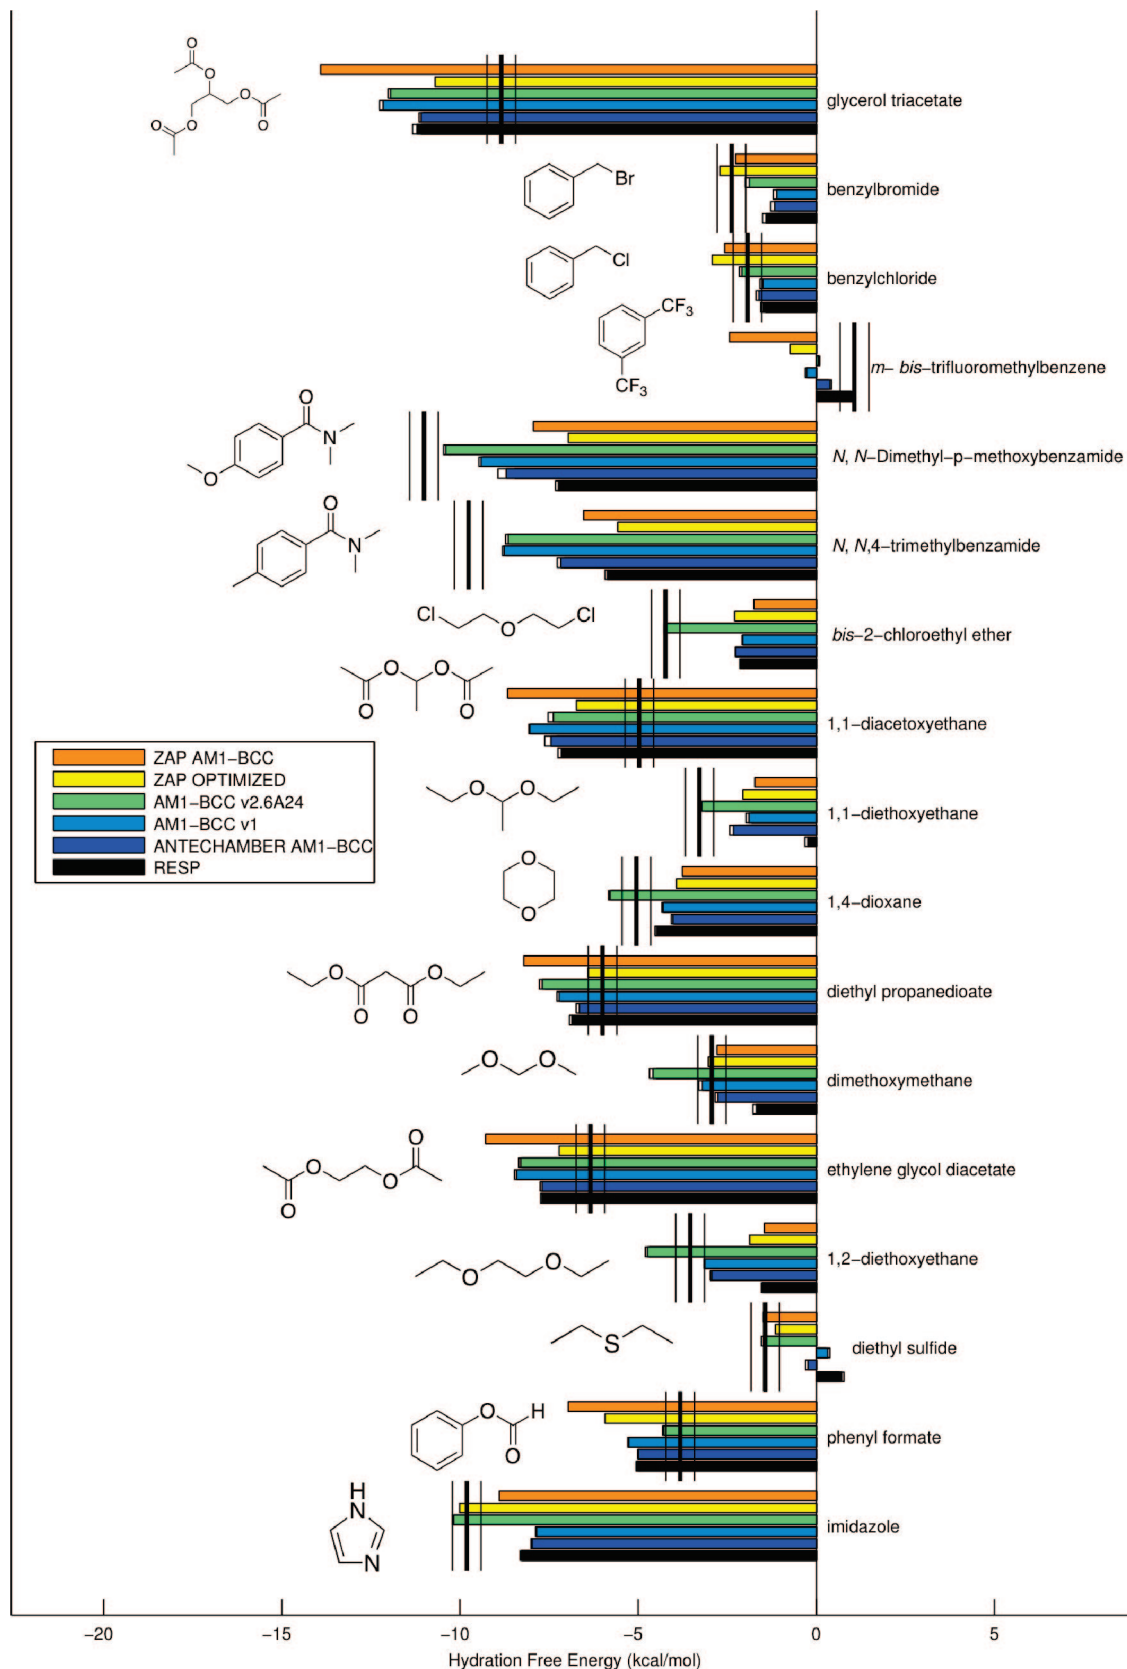 O
O
O
O
O
O
glycerol triacetate
Br
benzylbromide
Cl
benzylchloride
CF3
CF3
m- bis-trifluoromethylbenzene
O
N
O
N, N-Dimethyl-p-methoxybenzamide
O
N
N, N,4-trimethylbenzamide
Cl
O
Cl
bis-2-chloroethyl ether
O
O
O
O
1,1-diacetoxyethane
ZAP AM1-BCC
ZAP OPTIMIZED
AM1-BCC v2.6A24
AM1-BCC v1
ANTECHAMBER AM1-BCC
RESP
O
O
1,1-diethoxyethane
O
O
1,4-dioxane
O
O
O
O
diethyl propanedioate
O
O
dimethoxymethane
O
O
O
O
ethylene glycol diacetate
O
O
1,2-diethoxyethane
S
diethyl sulfide
O
H
O
phenyl formate
H
N
N
imidazole
-20 -15 -10 -5 0 5
Hydration Free Energy (kcal/mol)